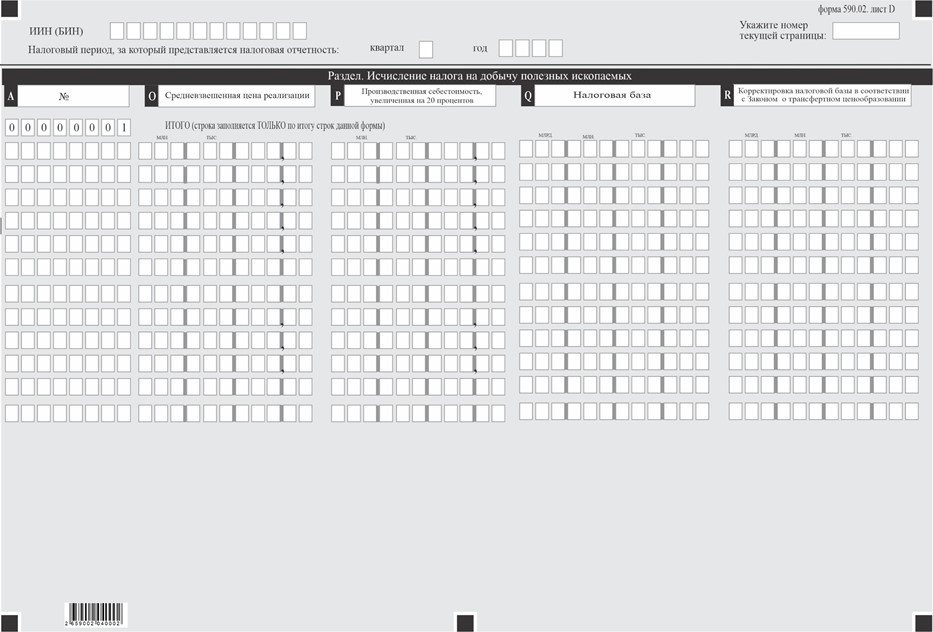 форма 590.02. лист D
ИИН (БИН)
Укажите номер
текущей страницы:
Налоговый период, за который представляется налоговая отчетность:
квартал
год
Раздел. Исчисление налога на добычу полезных ископаемых
A
№
O
Средневзвешенная цена реализации
P
Производственная себестоимость,
увеличенная на 20 процентов
Q
Налоговая база
R
Корректировка налоговой базы в соответствии
с Законом о трансфертном ценообразовании
0 0 0 0 0 0 0 1
ИТОГО (строка заполняется ТОЛЬКО по итогу строк данной формы)
млн. тыс.
млн. тыс.
млрд. млн. тыс.
млрд. млн. тыс.
2 659002 040002